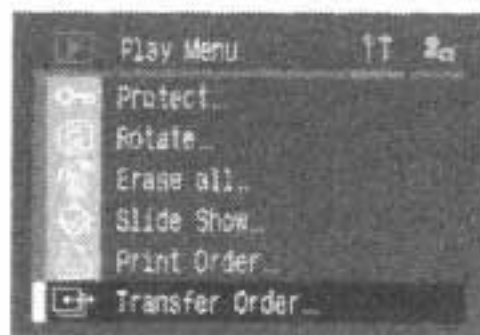 Play Menu
Protect...
Rotate...
Erase all...
Slide Show...
Print Order...
Transfer Order...